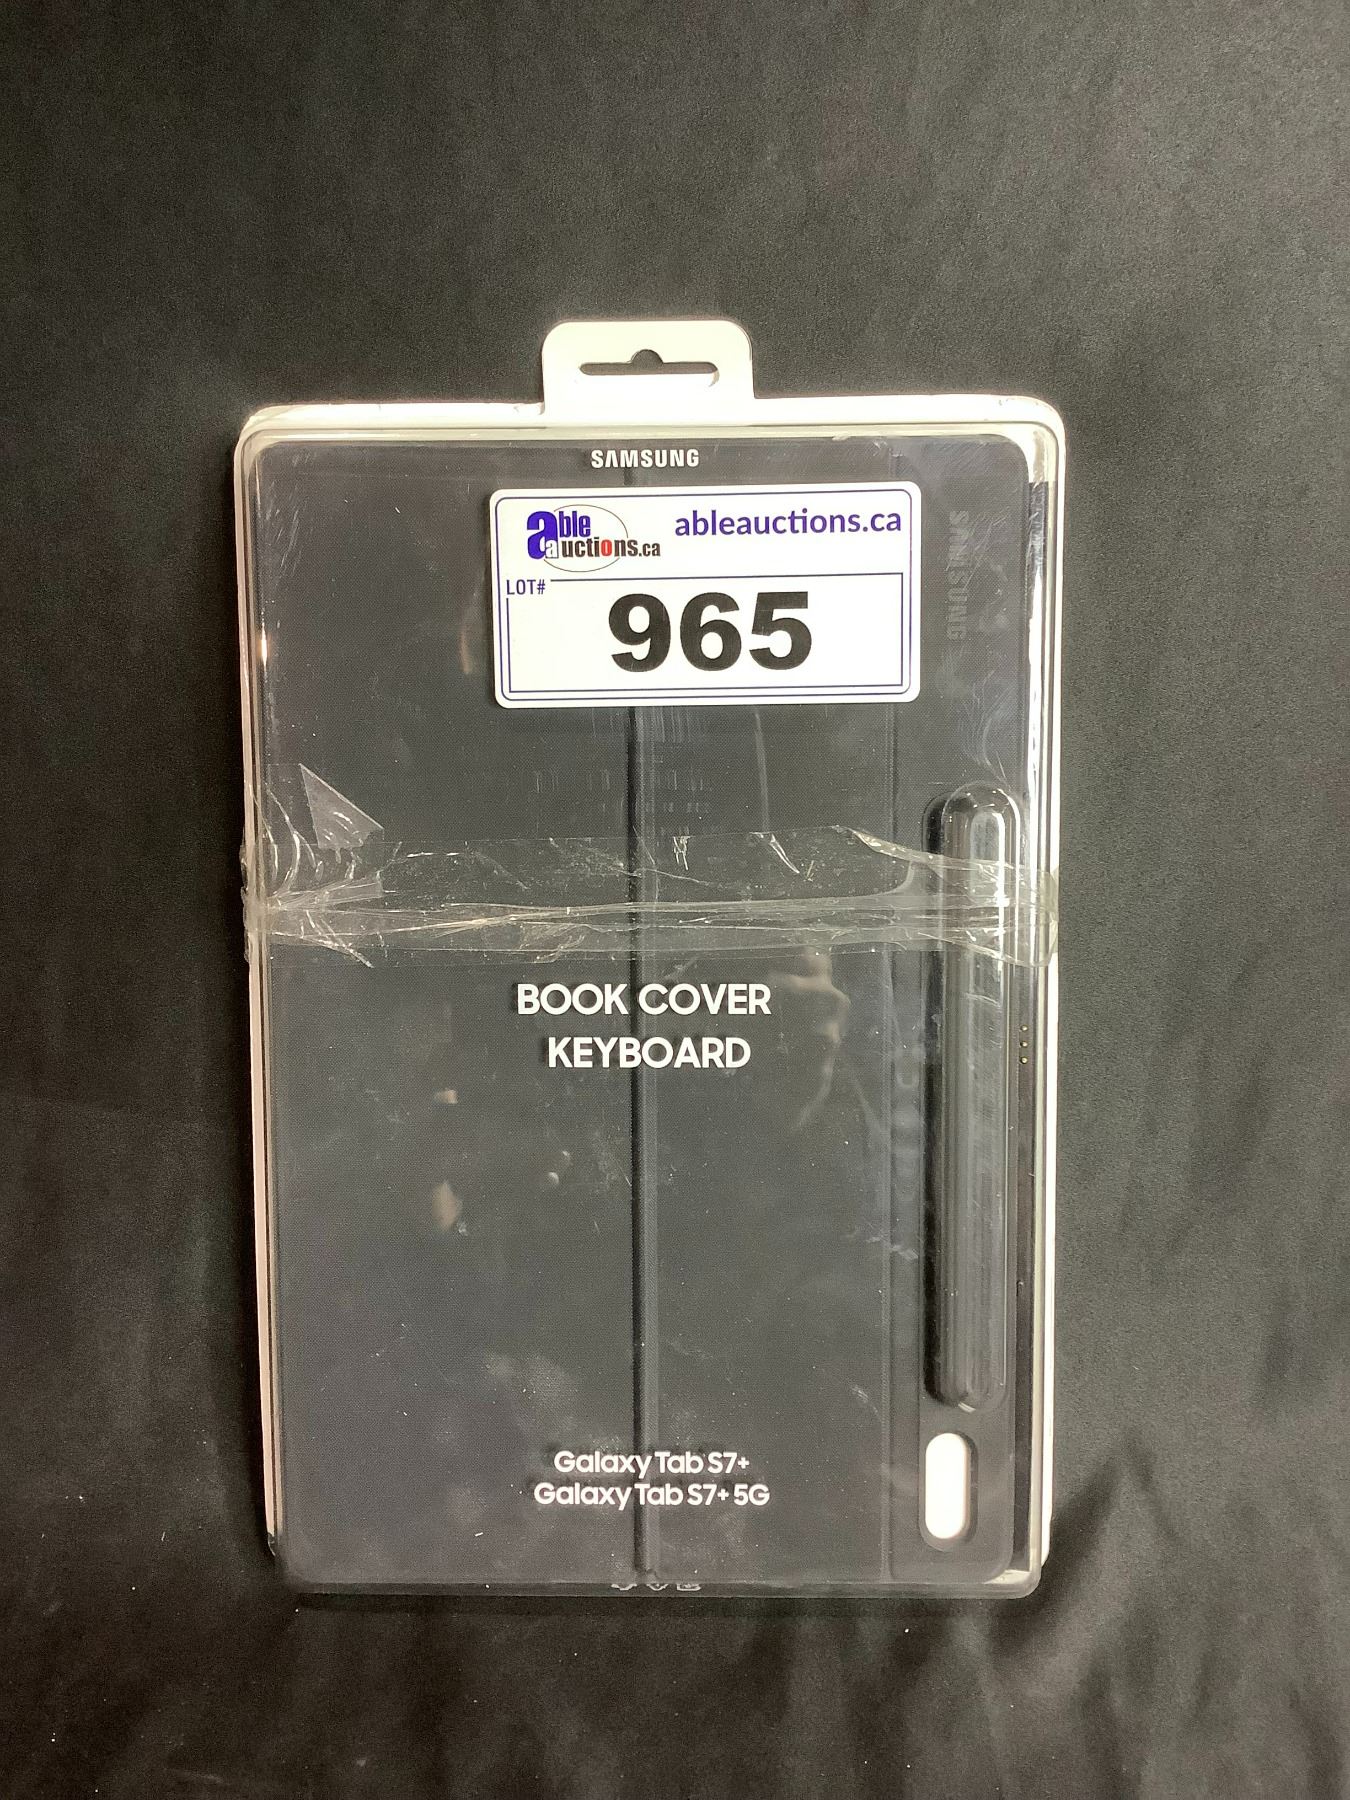 SAMSUNG
able auctions.ca
ableauctions.ca
LOT#
965
SAMSUNG
BOOK COVER
KEYBOARD
Galaxy Tab S7+
Galaxy Tab S7+ 5G